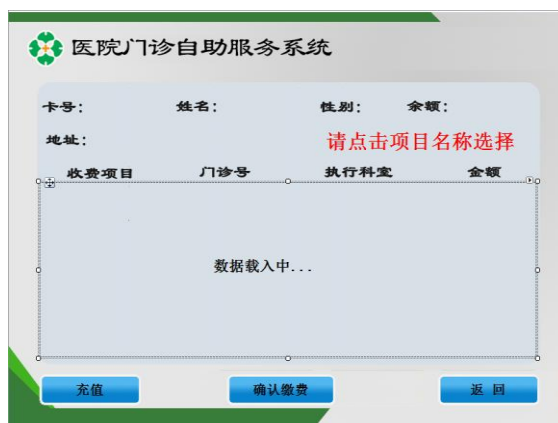 医院门诊自助服务系统
卡号： 姓名： 性别： 余额：
地址： 请点击项目名称选择
收费项目 门诊号 执行科室 金额
数据载入中...
充值 确认缴费 返 回